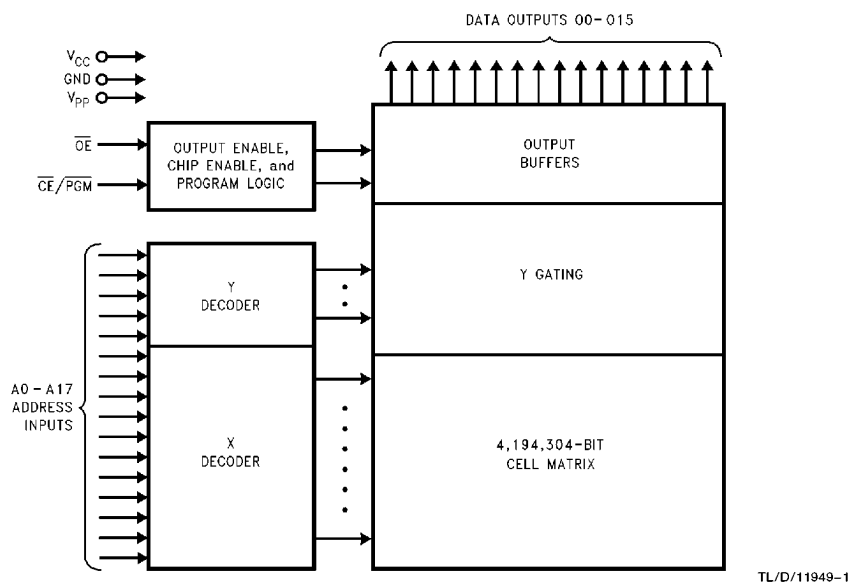 DATA OUTPUTS O0-O15
VCC
GND
VPP
OE
CE/PGM
OUTPUT ENABLE,
CHIP ENABLE, and
PROGRAM LOGIC
OUTPUT
BUFFERS
Y
DECODER
Y GATING
A0-A17
ADDRESS
INPUTS
X
DECODER
4,194,304-BIT
CELL MATRIX
TL/D/11949-1